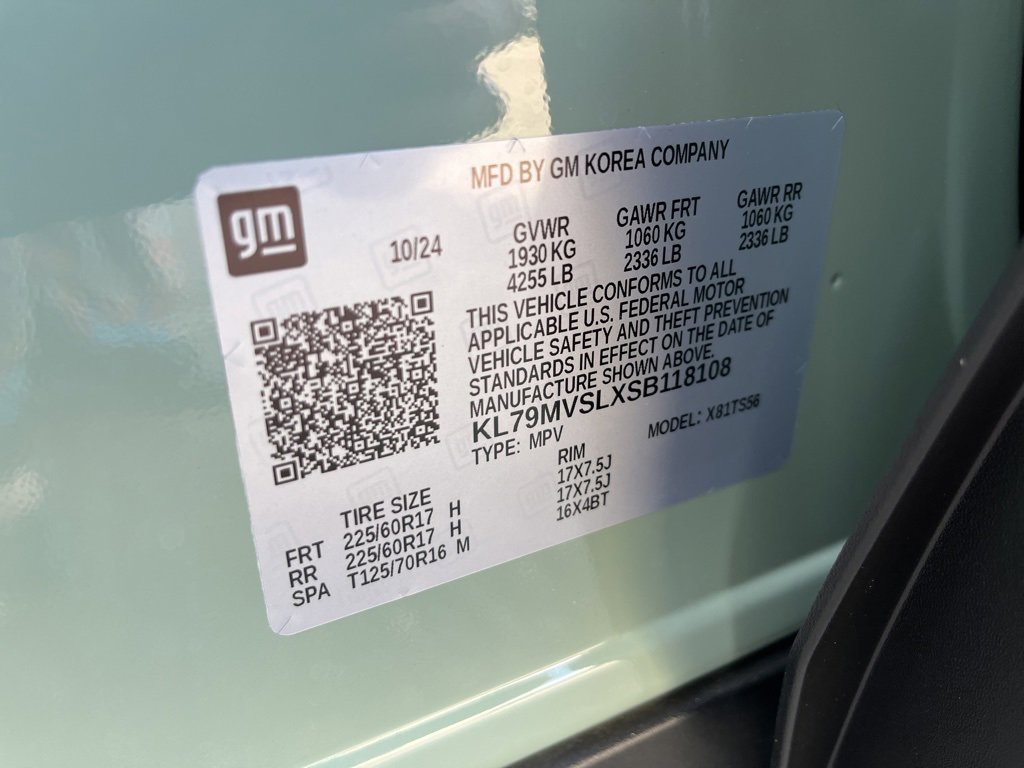 MFD BY GM KOREA COMPANY
gm
10/24
GVWR
1930 KG
4255 LB
GAWR FRT
1060 KG
2336 LB
GAWR RR
1060 KG
2336 LB
THIS VEHICLE CONFORMS TO ALL
APPLICABLE U.S. FEDERAL MOTOR
VEHICLE SAFETY AND THEFT PREVENTION
STANDARDS IN EFFECT ON THE DATE OF
MANUFACTURE SHOWN ABOVE.
KL79MVSLXSB118108
TYPE: MPV MODEL: X81TS56
TIRE SIZE RIM
FRT 225/60R17 H 17X7.5J
RR 225/60R17 H 17X7.5J
SPA T125/70R16 M 16X4BT